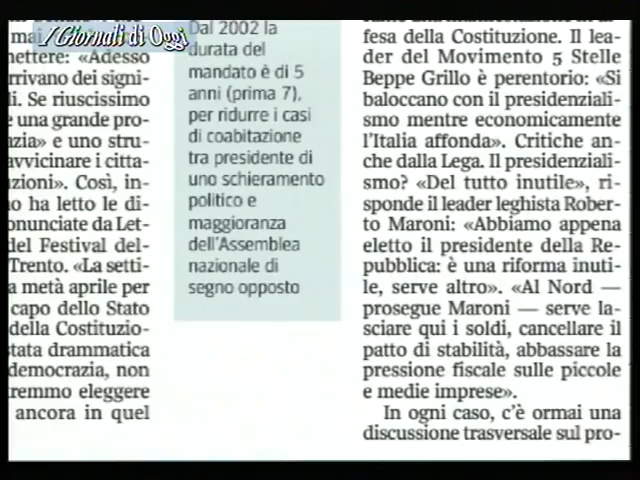 I Giornali di Oggi
mai
mettere: «Adesso
rrivano dei signi-
li. Se riuscissimo
e una grande pro-
azia» e uno stru-
avvicinare i citta-
uzioni». Così, in-
o ha letto le di-
onunciate da Let-
del Festival del-
Trento. «La setti-
a metà aprile per
capo dello Stato
della Costituzio-
stata drammatica
democrazia, non
tremmo eleggere
ancora in quel
Dal 2002 la
durata del
mandato è di 5
anni (prima 7),
per ridurre i casi
di coabitazione
tra presidente di
uno schieramento
politico e
maggioranza
dell'Assemblea
nazionale di
segno opposto
fesa della Costituzione. Il lea-
der del Movimento 5 Stelle
Beppe Grillo è perentorio: «Si
baloccano con il presidenziali-
smo mentre economicamente
l'Italia affonda». Critiche an-
che dalla Lega. Il presidenziali-
smo? «Del tutto inutile», ri-
sponde il leader leghista Rober-
to Maroni: «Abbiamo appena
eletto il presidente della Re-
pubblica: è una riforma inuti-
le, serve altro». «Al Nord —
prosegue Maroni — serve la-
sciare qui i soldi, cancellare il
patto di stabilità, abbassare la
pressione fiscale sulle piccole
e medie imprese».
In ogni caso, c'è ormai una
discussione trasversale sul pro-